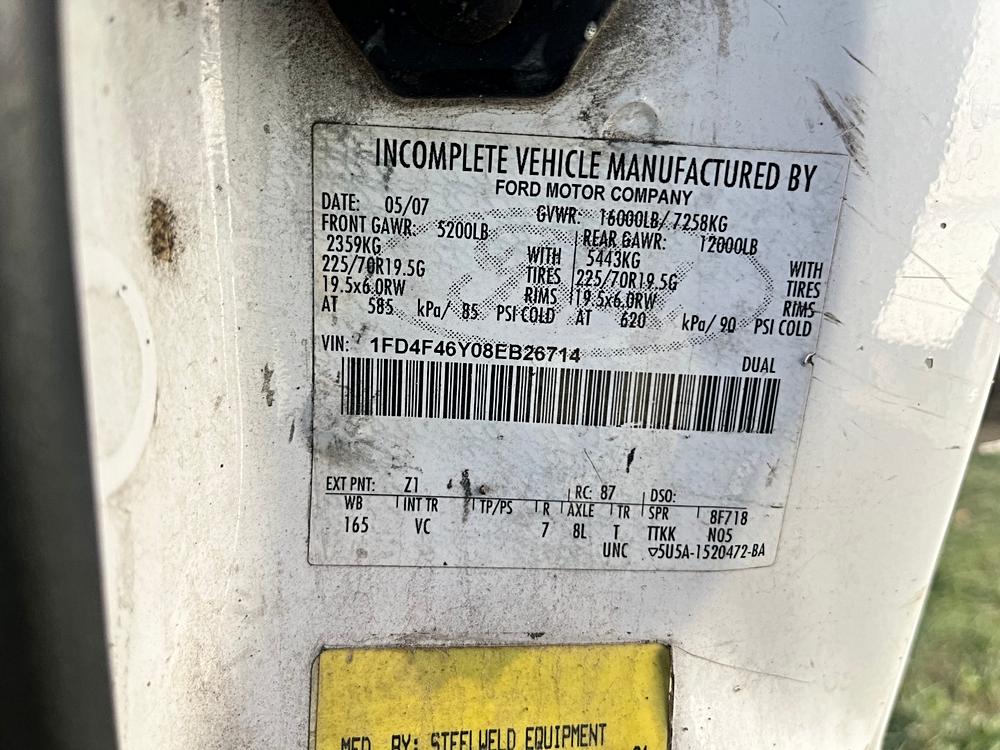 INCOMPLETE VEHICLE MANUFACTURED BY
FORD MOTOR COMPANY
DATE: 05/07 GVWR: 16000LB/ 7258KG
FRONT GAWR: 5200LB REAR GAWR: 12000LB
2359KG WITH 5443KG WITH
225/70R19.5G TIRES 225/70R19.5G TIRES
19.5x6.0RW RIMS 19.5x6.0RW RIMS
AT 585 kPa/ 85 PSI COLD AT 620 kPa/ 90 PSI COLD
VIN: 1FD4F46Y08EB26714
DUAL
EXT PNT: Z1 RC: 87 DSO:
WB INT TR TP/PS R AXLE TR SPR 8F718
165 VC 7 8L T TTKK N05
UNC ▽5U5A-1520472-BA
MFD. BY: STEELWELD EQUIPMENT